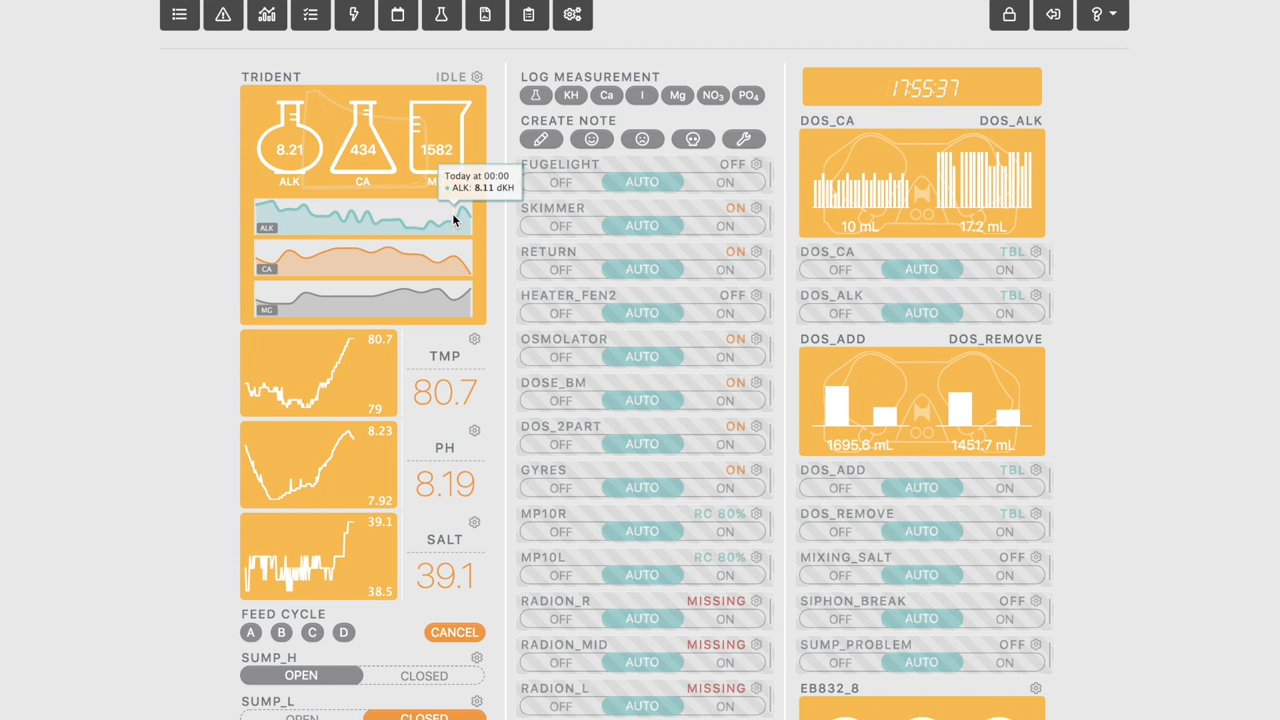 TRIDENT IDLE
8.21 434 1582
ALK CA M
Today at 00:00
ALK: 8.11 dKH
ALK
CA
MG
80.7
79
TMP
80.7
8.23
7.92
PH
8.19
39.1
38.5
SALT
39.1
FEED CYCLE
A B C D CANCEL
SUMP_H
OPEN CLOSED
SUMP_L
OPEN CLOSED
LOG MEASUREMENT
KH Ca I Mg NO3 PO4
CREATE NOTE
FUGELIGHT OFF
OFF AUTO ON
SKIMMER ON
OFF AUTO ON
RETURN ON
OFF AUTO ON
HEATER_FEN2 OFF
OFF AUTO ON
OSMOLATOR ON
OFF AUTO ON
DOSE_BM ON
OFF AUTO ON
DOS_2PART ON
OFF AUTO ON
GYRES ON
OFF AUTO ON
MP10R RC 80%
OFF AUTO ON
MP10L RC 80%
OFF AUTO ON
RADION_R MISSING
OFF AUTO ON
RADION_MID MISSING
OFF AUTO ON
RADION_L MISSING
OFF AUTO ON
17:55:37
DOS_CA DOS_ALK
10 mL 17.2 mL
DOS_CA TBL
OFF AUTO ON
DOS_ALK TBL
OFF AUTO ON
DOS_ADD DOS_REMOVE
1695.6 mL 1451.7 mL
DOS_ADD TBL
OFF AUTO ON
DOS_REMOVE TBL
OFF AUTO ON
MIXING_SALT OFF
OFF AUTO ON
SIPHON_BREAK OFF
OFF AUTO ON
SUMP_PROBLEM OFF
OFF AUTO ON
EB832_8